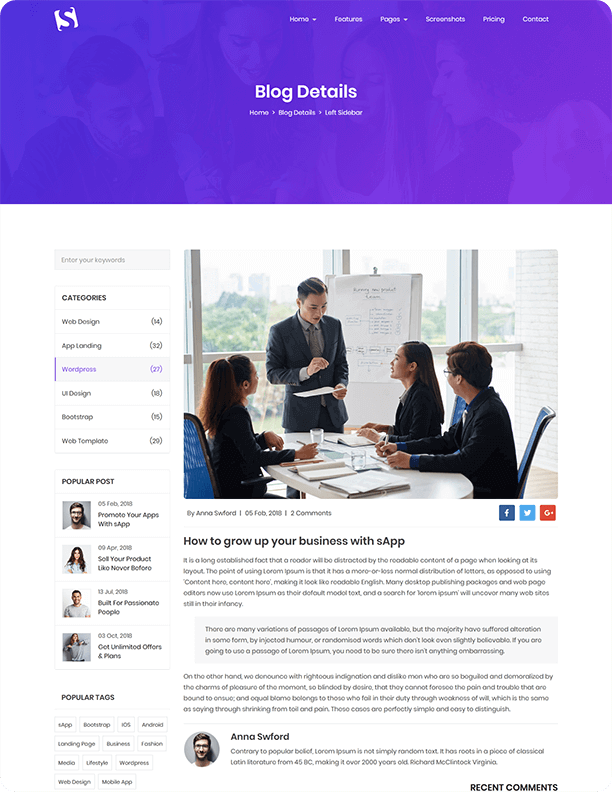 S
Home Features Pages Screenshots Pricing Contact
Blog Details
Home > Blog Details > Left Sidebar
Enter your keywords
CATEGORIES
Web Design (14)
App Landing (32)
Wordpress (27)
UI Design (18)
Bootstrap (15)
Web Template (29)
POPULAR POST
05 Feb, 2018
Promote Your Apps
With sApp
09 Apr, 2018
Sell Your Product
Like Never Before
13 Jul, 2018
Built For Passionate
People
03 Oct, 2018
Get Unlimited Offers
& Plans
POPULAR TAGS
sApp Bootstrap iOS Android
Landing Page Business Fashion
Media Lifestyle Wordpress
Web Design Mobile App
By Anna Swford | 05 Feb, 2018 | 2 Comments
f G+
How to grow up your business with sApp
It is a long established fact that a reader will be distracted by the readable content of a page when looking at its
layout. The point of using Lorem Ipsum is that it has a more-or-less normal distribution of letters, as opposed to using
'Content here, content here', making it look like readable English. Many desktop publishing packages and web page
editors now use Lorem Ipsum as their default model text, and a search for 'lorem ipsum' will uncover many web sites
still in their infancy.
There are many variations of passages of Lorem Ipsum available, but the majority have suffered alteration
in some form, by injected humour, or randomised words which don't look even slightly believable. If you are
going to use a passage of Lorem Ipsum, you need to be sure there isn't anything embarrassing.
On the other hand, we denounce with righteous indignation and dislike men who are so beguiled and demoralized by
the charms of pleasure of the moment, so blinded by desire, that they cannot foresee the pain and trouble that are
bound to ensue; and equal blame belongs to those who fail in their duty through weakness of will, which is the same
as saying through shrinking from toil and pain. These cases are perfectly simple and easy to distinguish.
Anna Swford
Contrary to popular belief, Lorem Ipsum is not simply random text. It has roots in a piece of classical
Latin literature from 45 BC, making it over 2000 years old. Richard McClintock Virginia.
RECENT COMMENTS